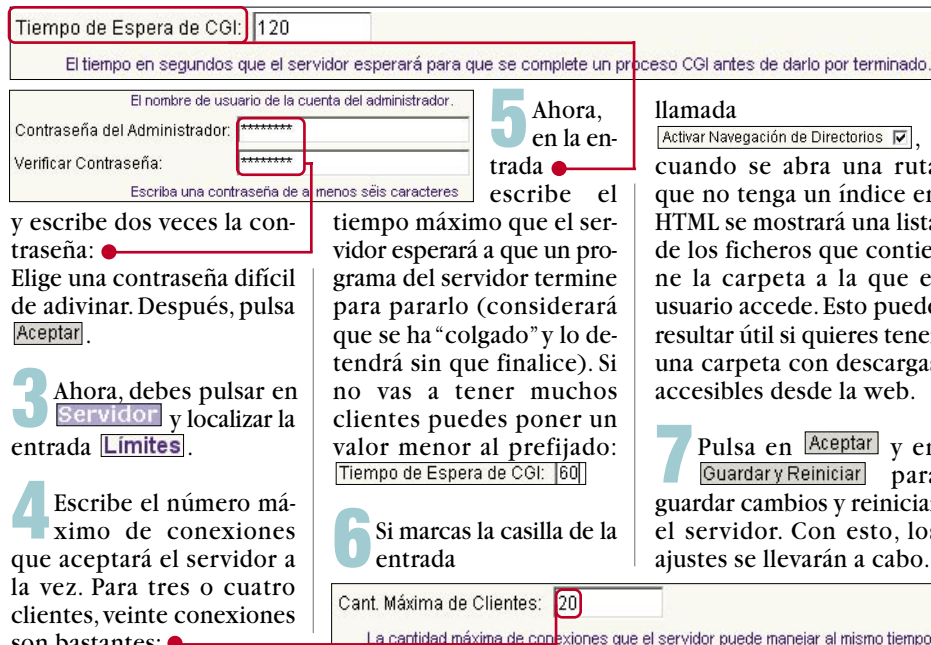 Tiempo de Espera de CGI: 120
El tiempo en segundos que el servidor esperará para que se complete un proceso CGI antes de darlo por terminado.
El nombre de usuario de la cuenta del administrador.
Contraseña del Administrador: ********
Verificar Contraseña: ********
Escriba una contraseña de al menos séis caracteres
y escribe dos veces la con-
traseña:
Elige una contraseña difícil
de adivinar. Después, pulsa
Aceptar.
3 Ahora, debes pulsar en
Servidor y localizar la
entrada Límites.
4 Escribe el número má-
ximo de conexiones
que aceptará el servidor a
la vez. Para tres o cuatro
clientes, veinte conexiones
son bastantes:
5 Ahora,
en la en-
trada
escribe el
tiempo máximo que el ser-
vidor esperará a que un pro-
grama del servidor termine
para pararlo (considerará
que se ha “colgado” y lo de-
tendrá sin que finalice). Si
no vas a tener muchos
clientes puedes poner un
valor menor al prefijado:
Tiempo de Espera de CGI: 60
6 Si marcas la casilla de la
entrada
llamada
Activar Navegación de Directorios ,
cuando se abra una ruta
que no tenga un índice en
HTML se mostrará una lista
de los ficheros que contie
ne la carpeta a la que e
usuario accede. Esto puede
resultar útil si quieres tener
una carpeta con descargas
accesibles desde la web.
7 Pulsa en Aceptar y en
Guardar y Reiniciar para
guardar cambios y reiniciar
el servidor. Con esto, los
ajustes se llevarán a cabo.
Cant. Máxima de Clientes: 20
La cantidad máxima de conexiones que el servidor puede manejar al mismo tiempo